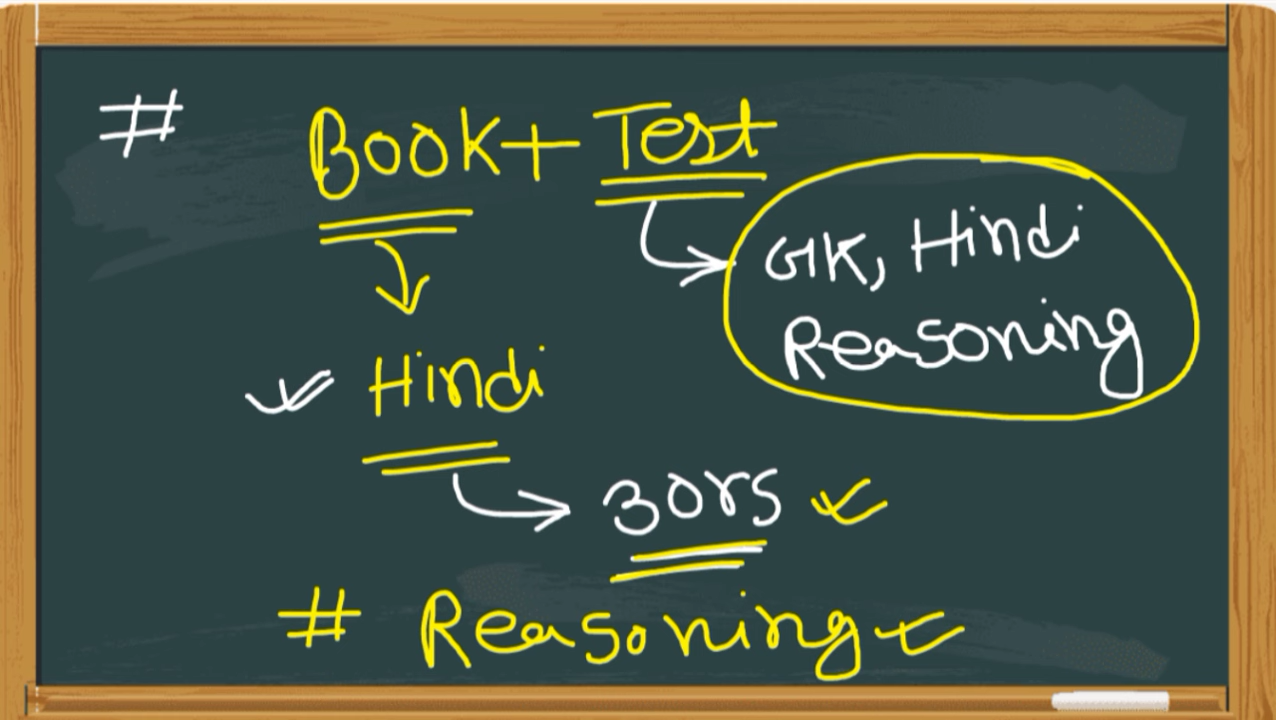 # Book + Test
GK, Hindi
Reasoning
Hindi
30rs
# Reasoning